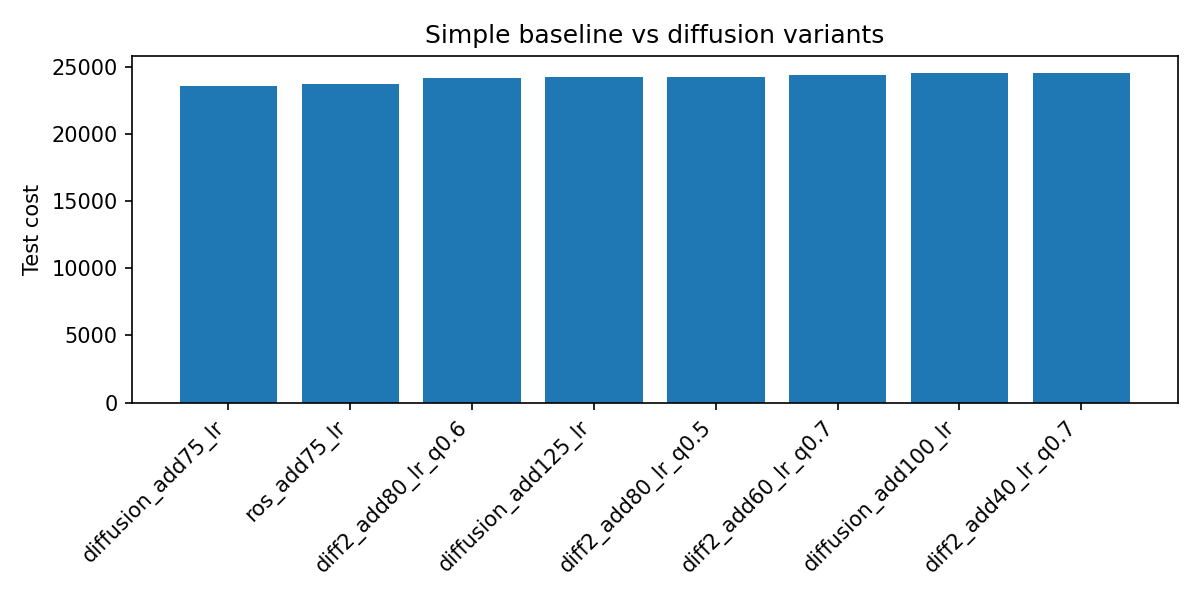 Simple baseline vs diffusion variants
Test cost
25000
20000
15000
10000
5000
0
diffusion_add75_lr
ros_add75_lr
diff2_add80_lr_q0.6
diffusion_add125_lr
diff2_add80_lr_q0.5
diff2_add60_lr_q0.7
diffusion_add100_lr
diff2_add40_lr_q0.7